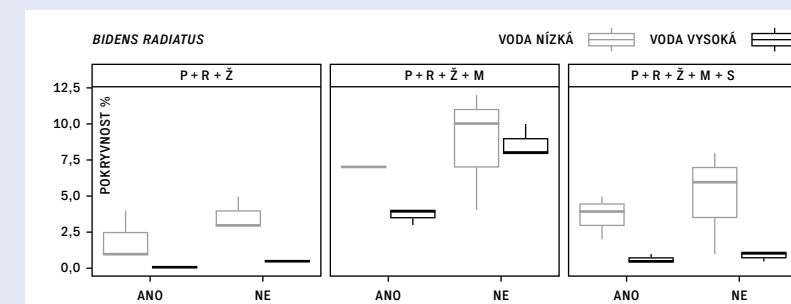 BIDENS RADIATUS VODA NÍZKÁ VODA VYSOKÁ
P + R + Ž P + R + Ž + M P + R + Ž + M + S
POKRYVNOST %
12,5
10,0
7,5
5,0
2,5
0,0
ANO NE ANO NE ANO NE